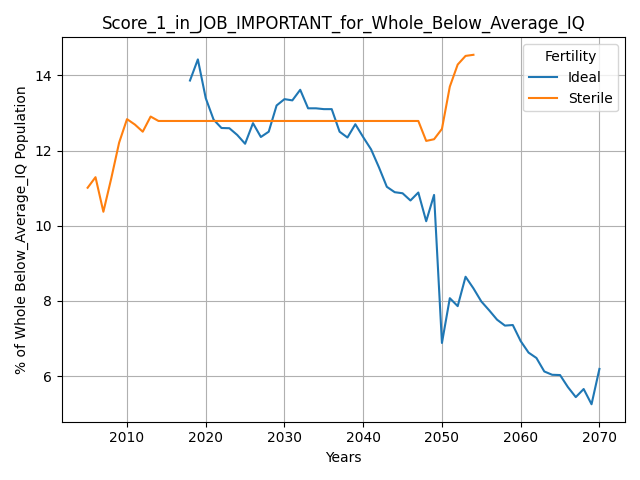 Score_1_in_JOB_IMPORTANT_for_Whole_Below_Average_IQ
Fertility
Ideal
Sterile
% of Whole Below_Average_IQ Population
14
12
10
8
6
2010 2020 2030 2040 2050 2060 2070
Years